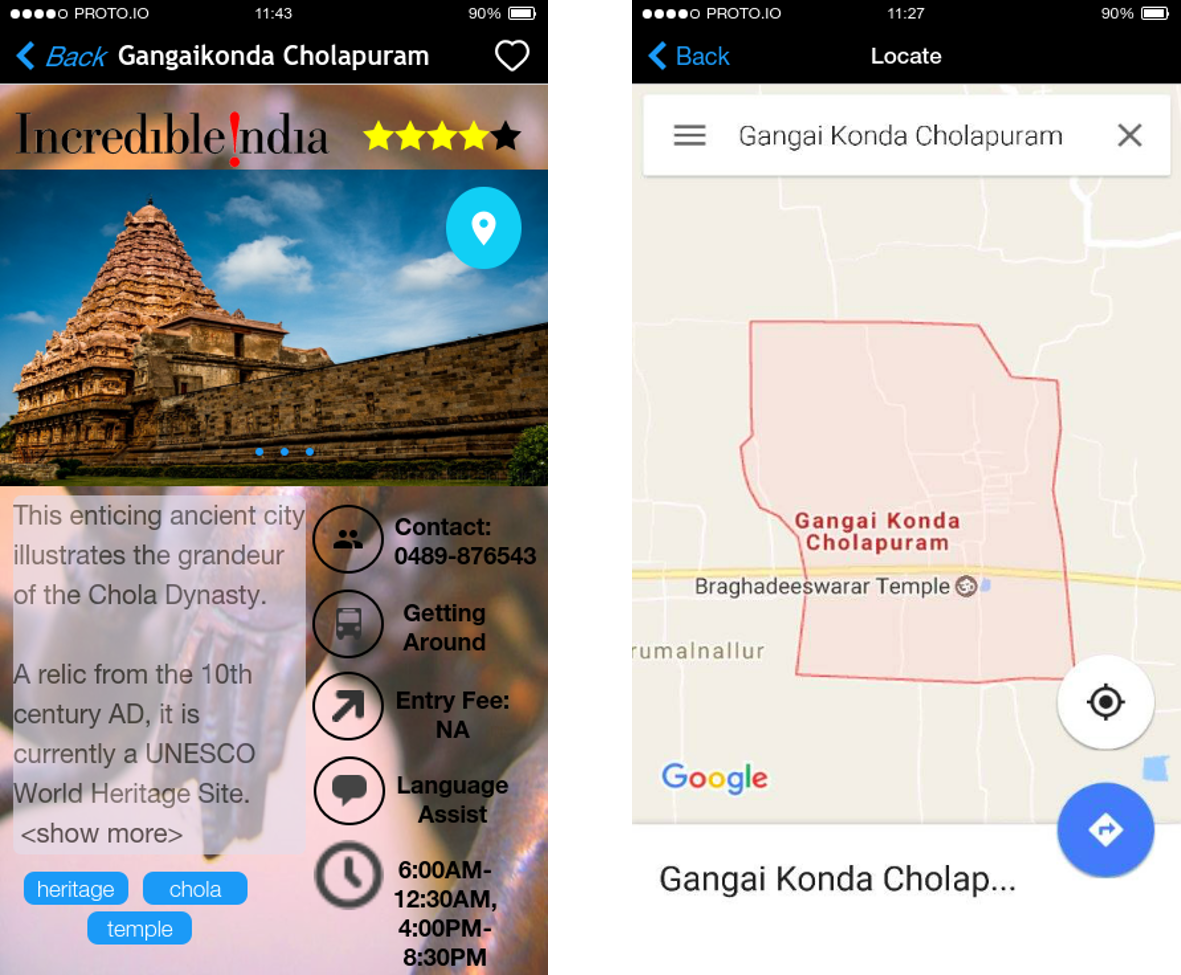 PROTO.IO 11:43 90%
Back Gangaikonda Cholapuram
Incredıble!ndıa
This enticing ancient city
illustrates the grandeur
of the Chola Dynasty.
A relic from the 10th
century AD, it is
currently a UNESCO
World Heritage Site.
<show more>
heritage chola
temple
Contact:
0489-876543
Getting
Around
Entry Fee:
NA
Language
Assist
6:00AM-
12:30AM,
4:00PM-
8:30PM
PROTO.IO 11:27 90%
Back Locate
Gangai Konda Cholapuram
Gangai Konda
Cholapuram
Braghadeeswarar Temple
rumalnallur
Google
Gangai Konda Cholap...